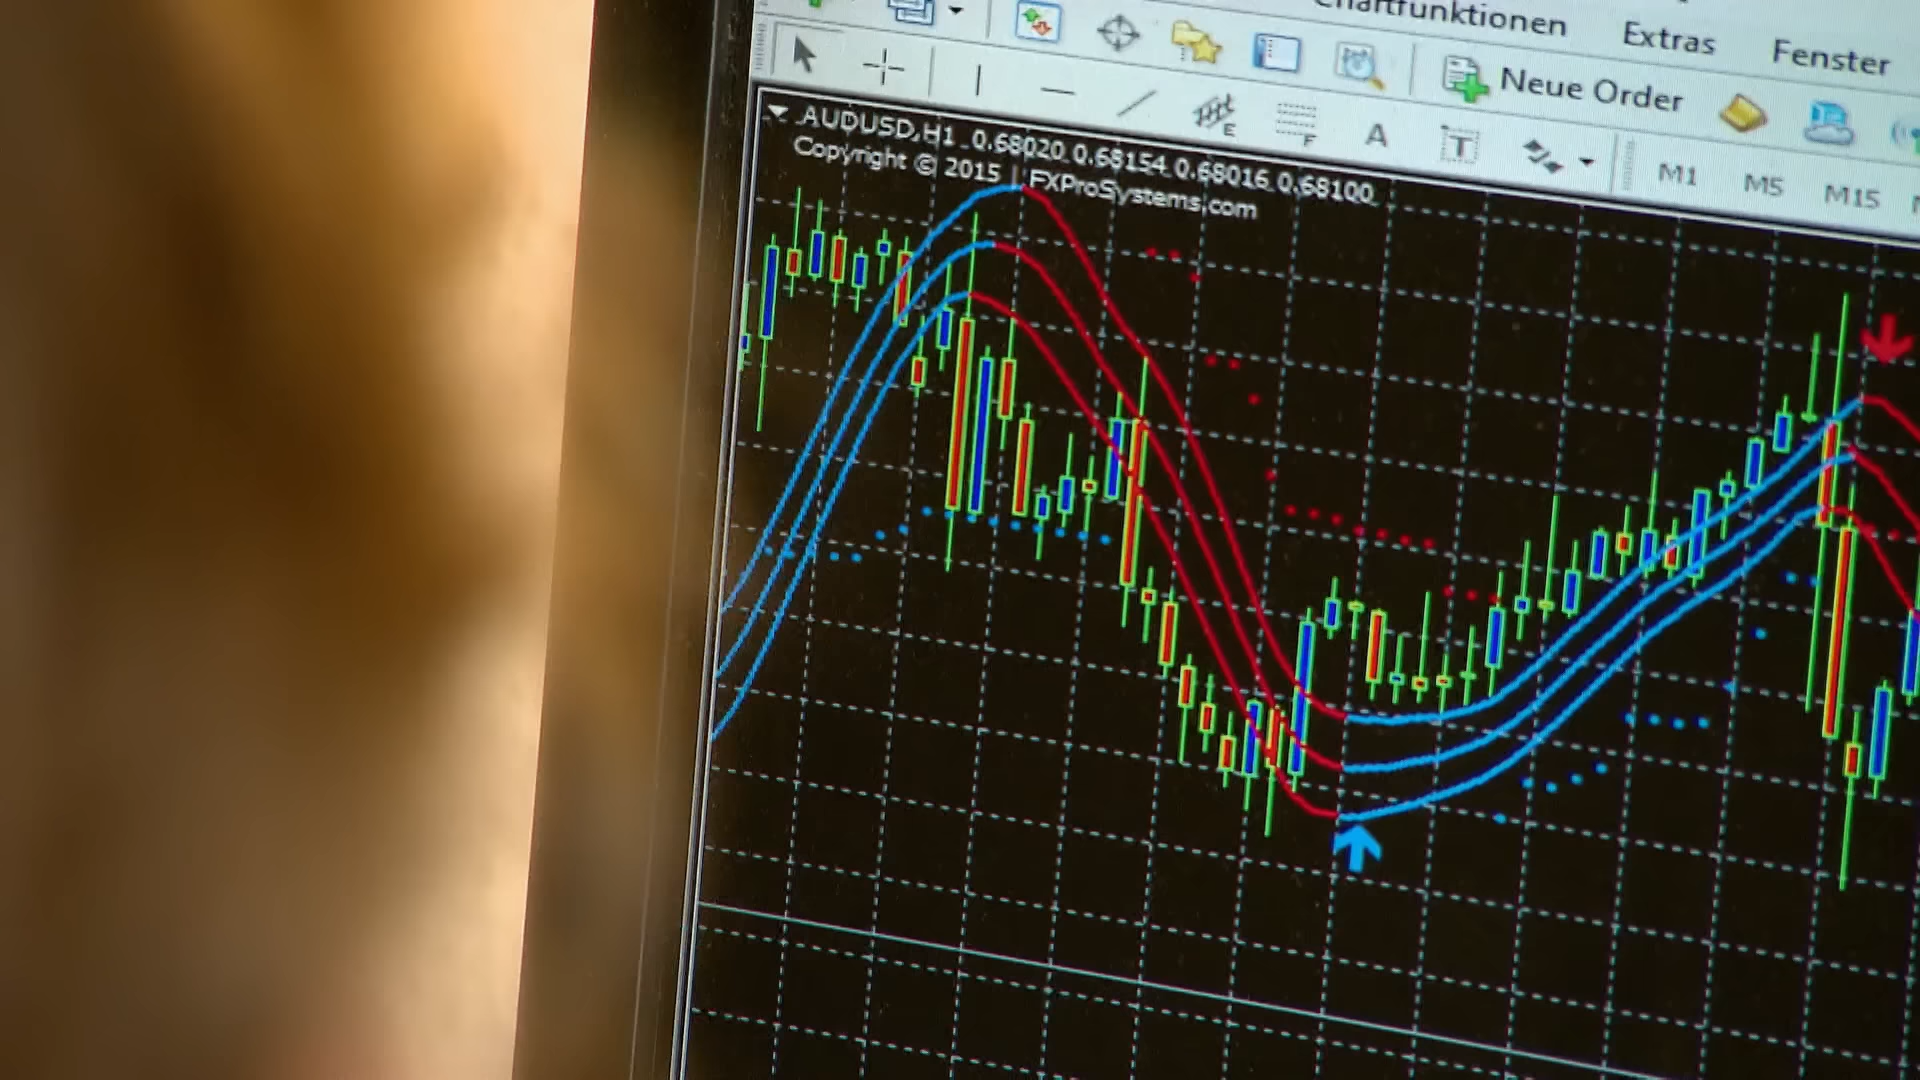 Chartfunktionen Extras Fenster
Neue Order
E F A T M1 M5 M15
AUDUSD,H1 0.68020 0.68154 0.68016 0.68100
Copyright © 2015 | FXProSystems.com